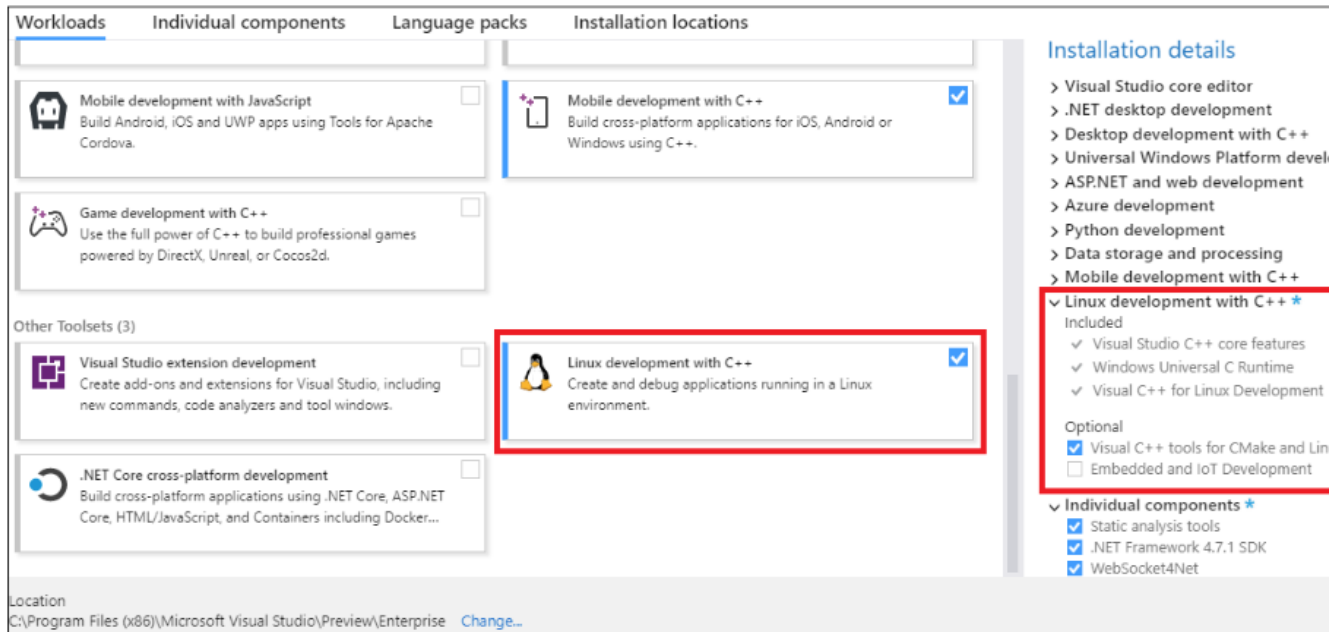 Workloads Individual components Language packs Installation locations
Mobile development with JavaScript
Build Android, iOS and UWP apps using Tools for Apache
Cordova.
Mobile development with C++
Build cross-platform applications for iOS, Android or
Windows using C++.
Game development with C++
Use the full power of C++ to build professional games
powered by DirectX, Unreal, or Cocos2d.
Other Toolsets (3)
Visual Studio extension development
Create add-ons and extensions for Visual Studio, including
new commands, code analyzers and tool windows.
Linux development with C++
Create and debug applications running in a Linux
environment.
.NET Core cross-platform development
Build cross-platform applications using .NET Core, ASP.NET
Core, HTML/JavaScript, and Containers including Docker...
Installation details
Visual Studio core editor
.NET desktop development
Desktop development with C++
Universal Windows Platform devel
ASP.NET and web development
Azure development
Python development
Data storage and processing
Mobile development with C++
Linux development with C++ *
Included
Visual Studio C++ core features
Windows Universal C Runtime
Visual C++ for Linux Development
Optional
Visual C++ tools for CMake and Lin
Embedded and IoT Development
Individual components *
Static analysis tools
.NET Framework 4.7.1 SDK
WebSocket4Net
Location
C:\Program Files (x86)\Microsoft Visual Studio\Preview\Enterprise Change...